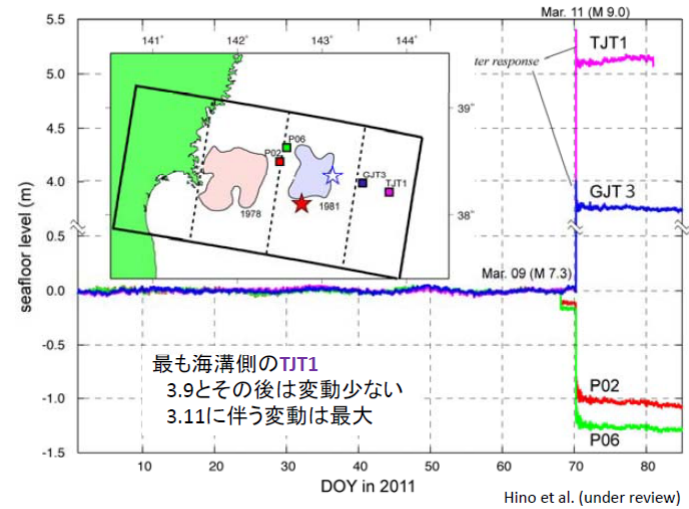 Mar. 11 (M 9.0)
5.5
5.0
4.5
4.0
0.5
0.0
-0.5
-1.0
-1.5
seafloor level (m)
141°
142°
143°
144°
39°
38°
P06
P02
GJT3
TJT1
1978
1981
ter response
TJT1
GJT 3
Mar. 09 (M 7.3)
P02
P06
最も海溝側のTJT1
3.9とその後は変動少ない
3.11に伴う変動は最大
10
20
30
40
50
60
70
80
DOY in 2011
Hino et al. (under review)